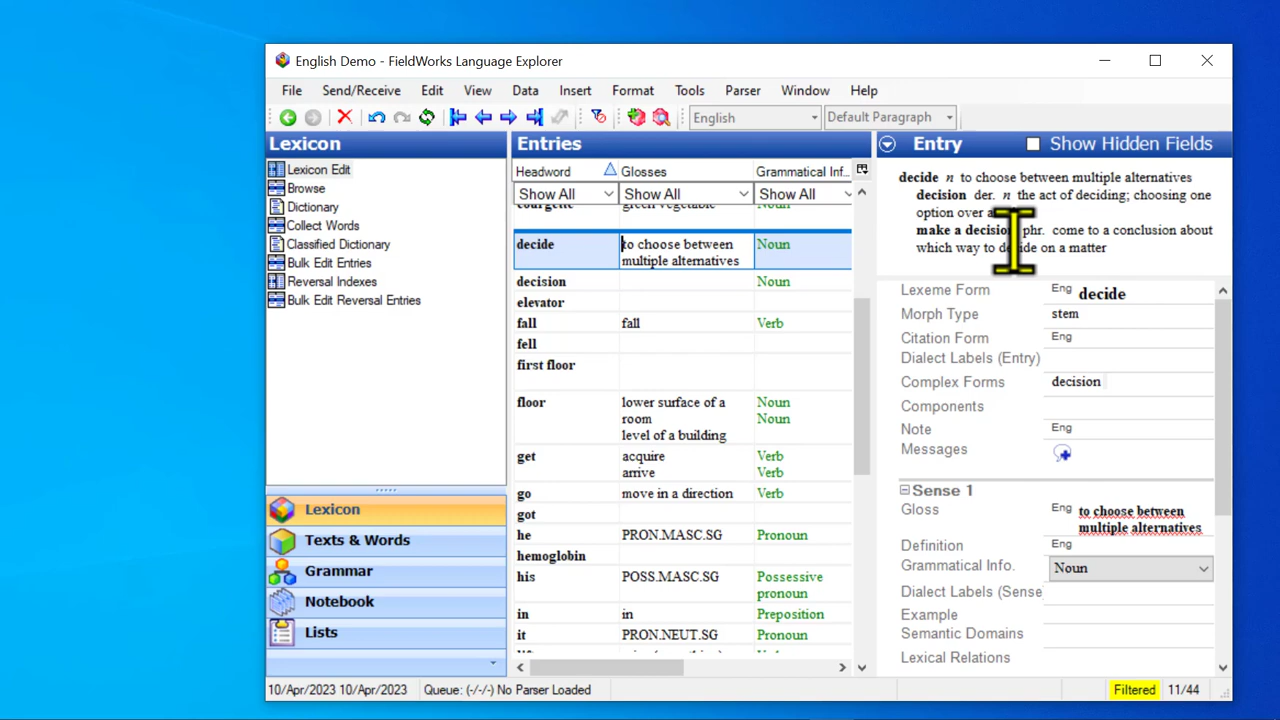 English Demo - FieldWorks Language Explorer
File Send/Receive Edit View Data Insert Format Tools Parser Window Help
English Default Paragraph
Lexicon
Lexicon Edit
Browse
Dictionary
Collect Words
Classified Dictionary
Bulk Edit Entries
Reversal Indexes
Bulk Edit Reversal Entries
Lexicon
Texts & Words
Grammar
Notebook
Lists
Entries
Headword Glosses Grammatical Inf...
Show All Show All Show All
courgette green vegetable Noun
decide to choose between Noun
multiple alternatives
decision Noun
elevator
fall fall Verb
fell
first floor
floor lower surface of a Noun
room Noun
level of a building
get acquire Verb
arrive Verb
go move in a direction Verb
got
he PRON.MASC.SG Pronoun
hemoglobin
his POSS.MASC.SG Possessive
pronoun
in in Preposition
it PRON.NEUT.SG Pronoun
Entry Show Hidden Fields
decide n to choose between multiple alternatives
decision der. n the act of deciding; choosing one
option over
make a decision phr. come to a conclusion about
which way to decide on a matter
Lexeme Form Eng decide
Morph Type stem
Citation Form Eng
Dialect Labels (Entry)
Complex Forms decision
Components
Note Eng
Messages
Sense 1
Gloss Eng to choose between
multiple alternatives
Definition Eng
Grammatical Info. Noun
Dialect Labels (Sense
Example
Semantic Domains
Lexical Relations
10/Apr/2023 10/Apr/2023 Queue: (-/-/-) No Parser Loaded Filtered 11/44